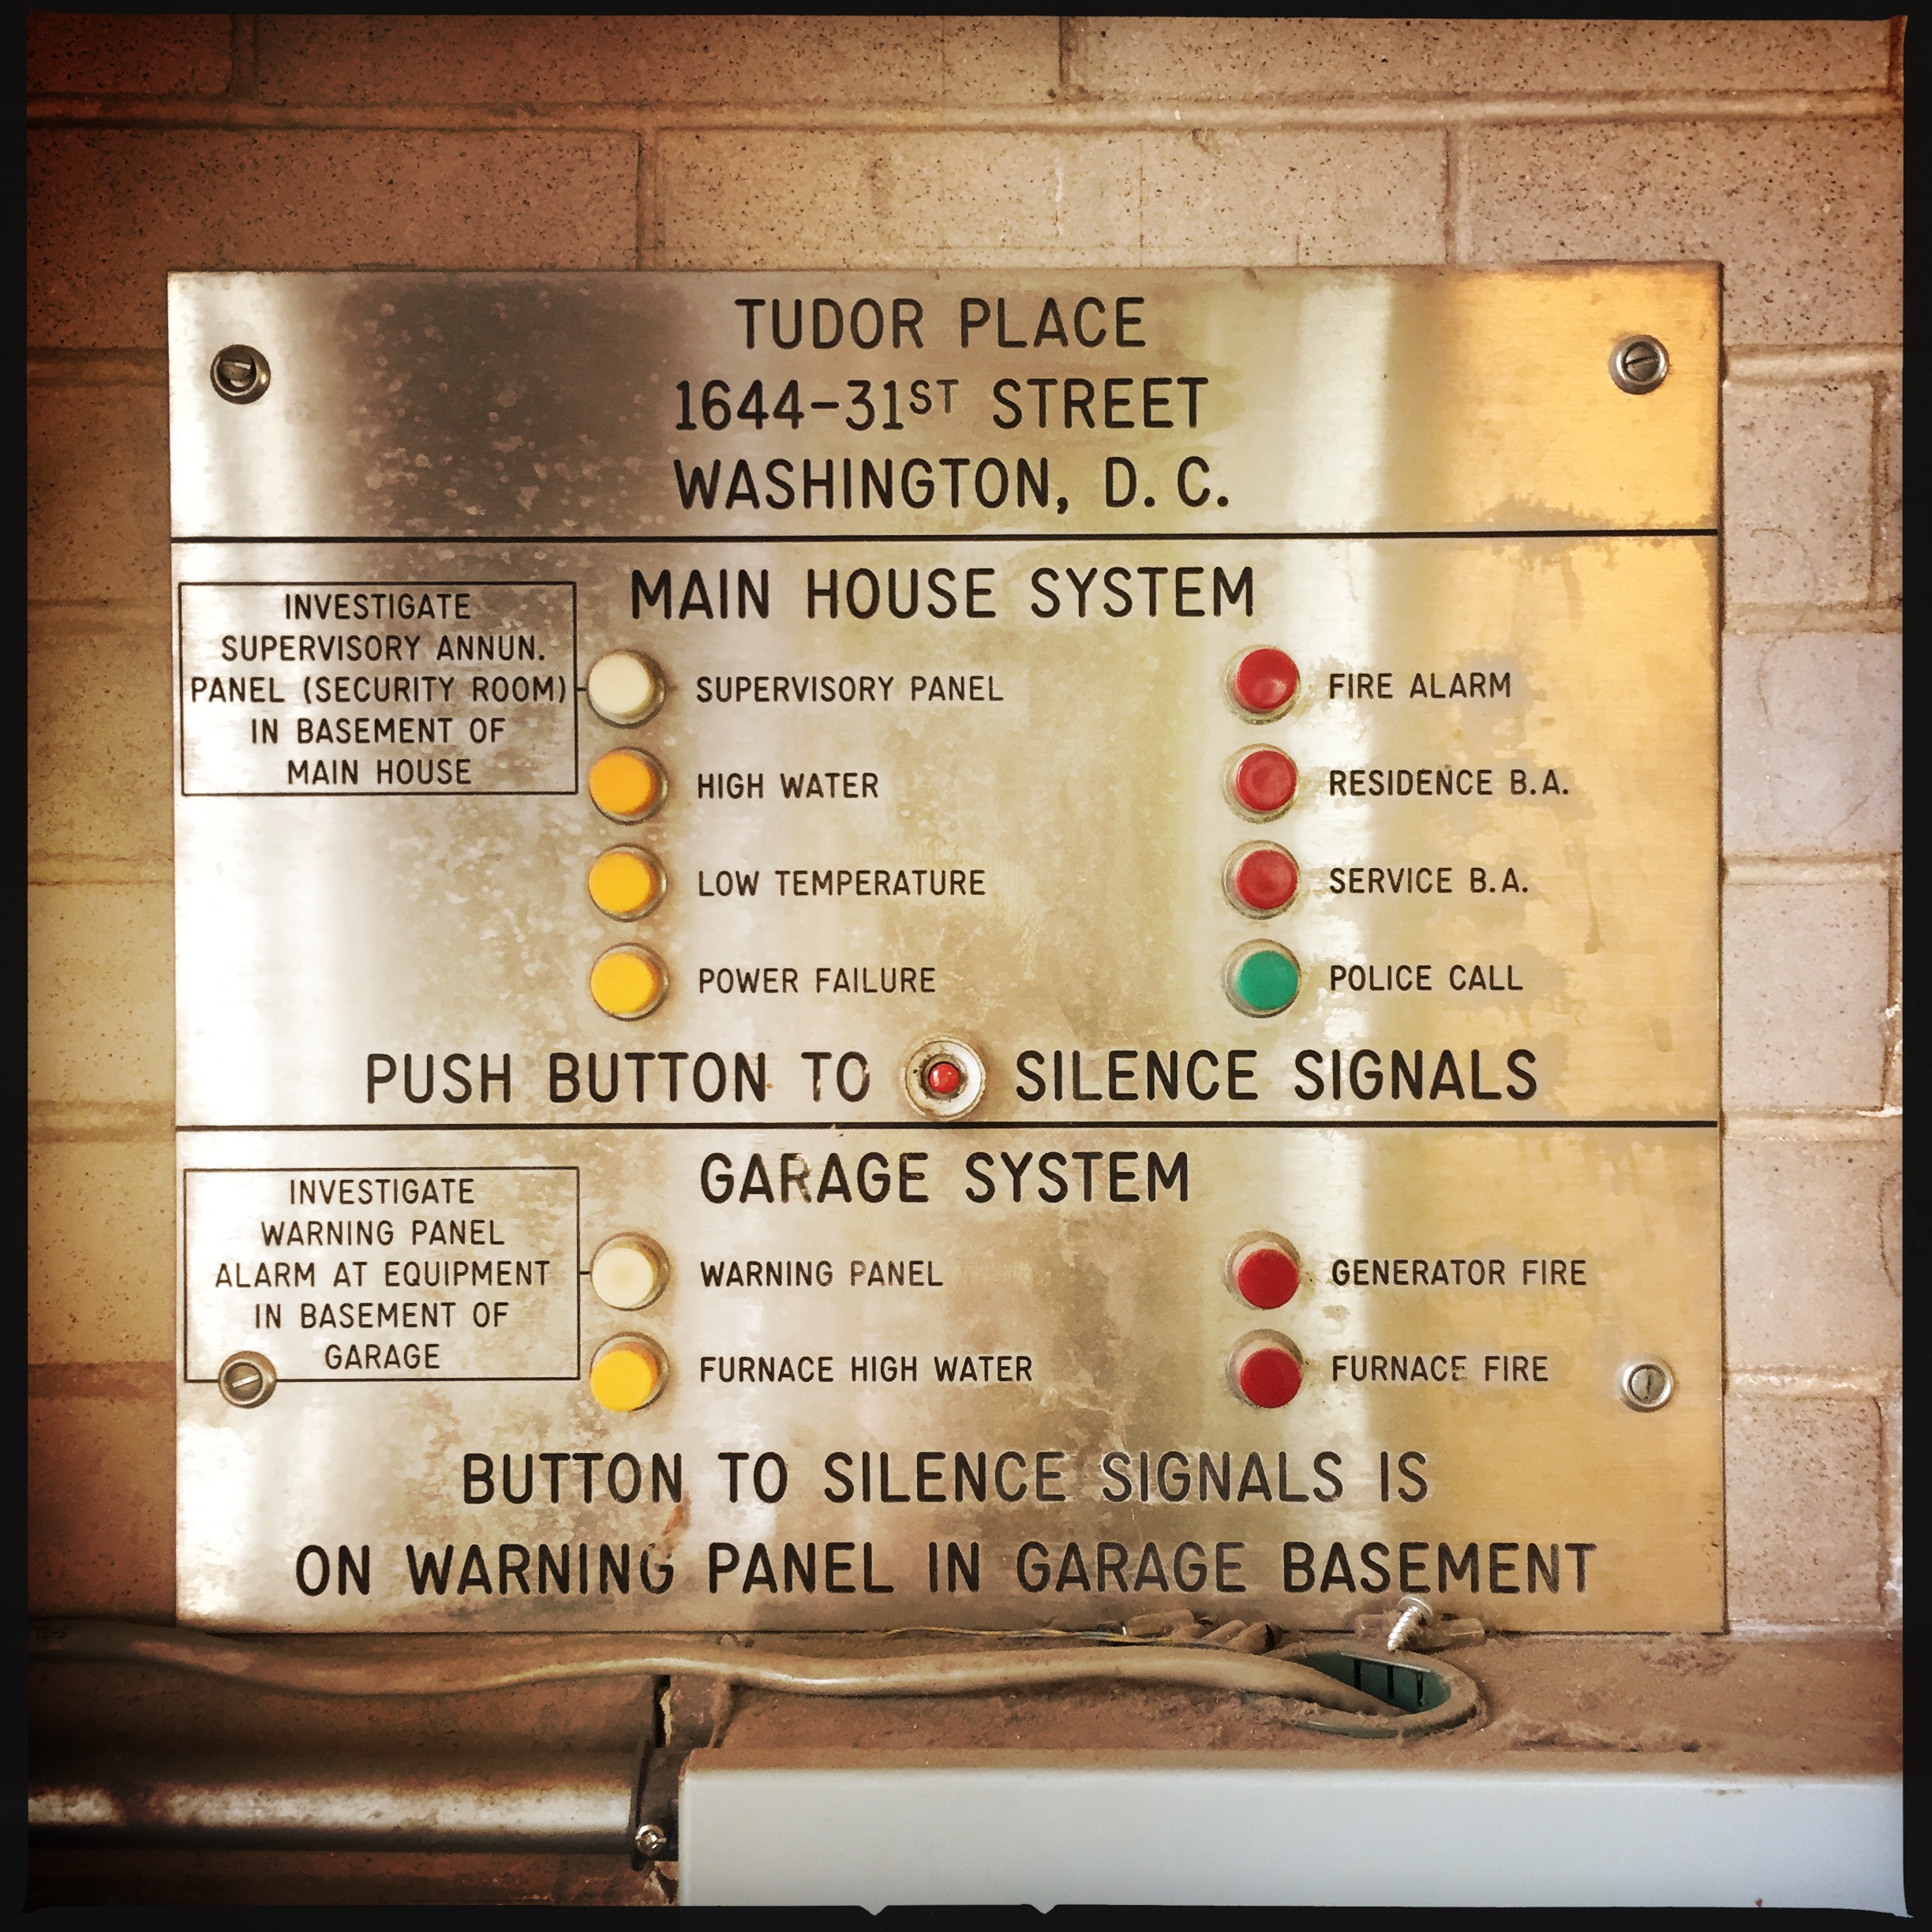 TUDOR PLACE
1644-31ST STREET
WASHINGTON, D. C.
MAIN HOUSE SYSTEM
INVESTIGATE
SUPERVISORY ANNUN.
PANEL (SECURITY ROOM)
IN BASEMENT OF
MAIN HOUSE
SUPERVISORY PANEL
FIRE ALARM
HIGH WATER
RESIDENCE B.A.
LOW TEMPERATURE
SERVICE B.A.
POWER FAILURE
POLICE CALL
PUSH BUTTON TO SILENCE SIGNALS
GARAGE SYSTEM
INVESTIGATE
WARNING PANEL
ALARM AT EQUIPMENT
IN BASEMENT OF
GARAGE
WARNING PANEL
GENERATOR FIRE
FURNACE HIGH WATER
FURNACE FIRE
BUTTON TO SILENCE SIGNALS IS
ON WARNING PANEL IN GARAGE BASEMENT